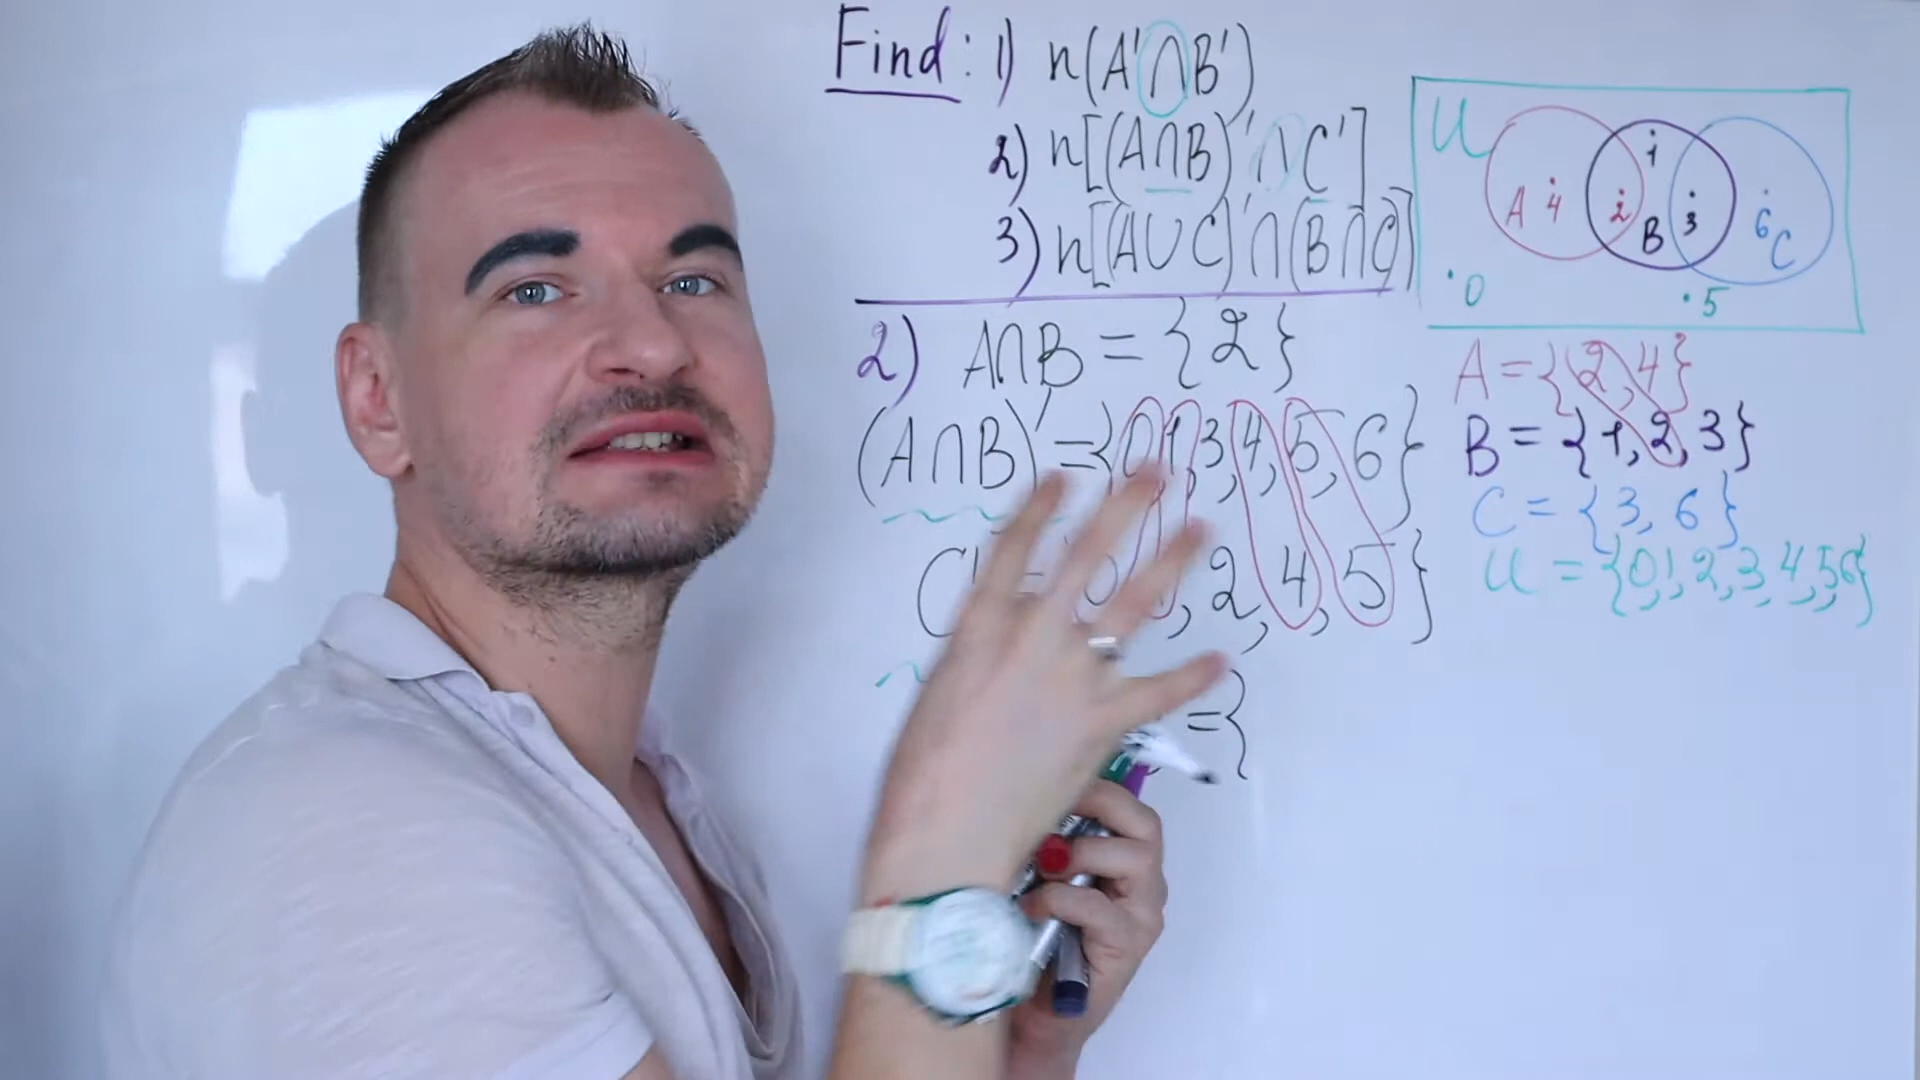 Find: 1) n(A'∩B')
2) n[(A∩B)'∩C']
3) n[(A∪C)'∩(B∩C)]
2) A∩B = {2}
(A∩B)' = {0,1,3,4,5,6}
C' = 0, 1, 2, 4, 5}
= {
U
A 4 2 1 B 3 6 C
0 5
A = {2,4}
B = {1,2,3}
C = {3,6}
U = {0,1,2,3,4,5,6}